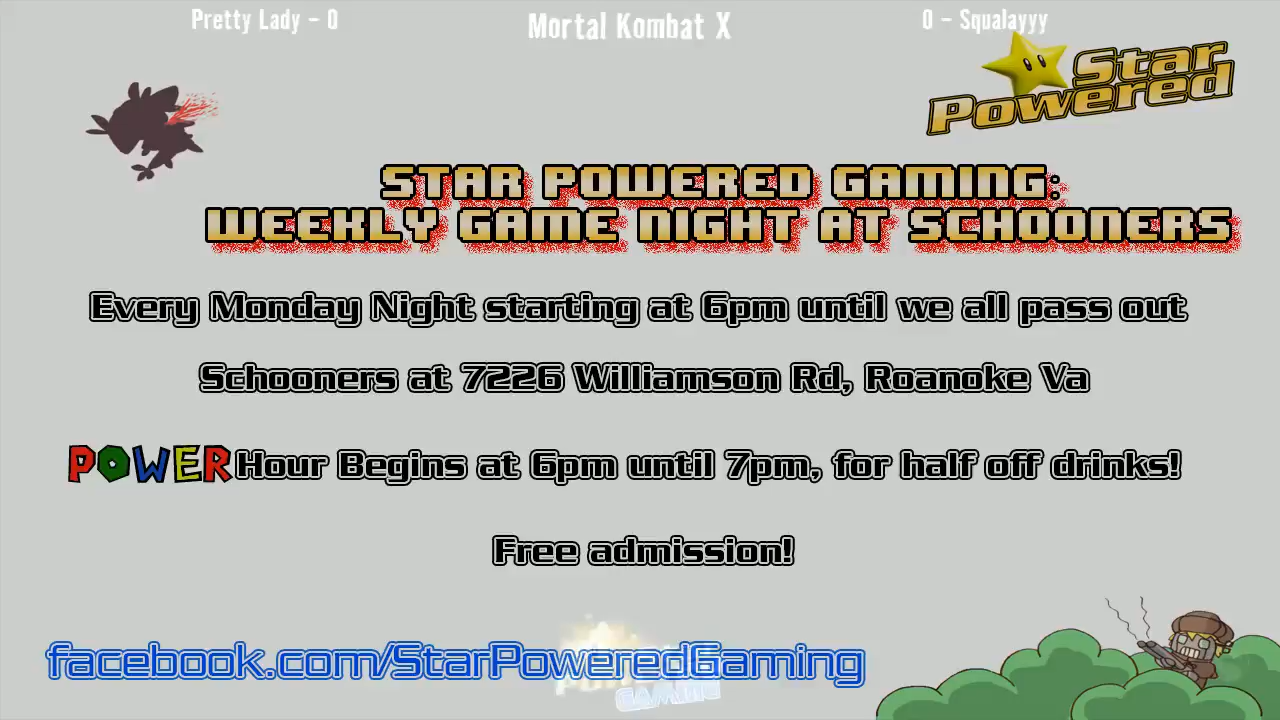 Pretty Lady - 0
Mortal Kombat X
0 - Squalayyy
Star
Powered
STAR POWERED GAMING:
WEEKLY GAME NIGHT AT SCHOONERS
Every Monday Night starting at 6pm until we all pass out
Schooners at 7226 Williamson Rd, Roanoke Va
POWER Hour Begins at 6pm until 7pm, for half off drinks!
Free admission!
facebook.com/StarPoweredGaming
GAMING